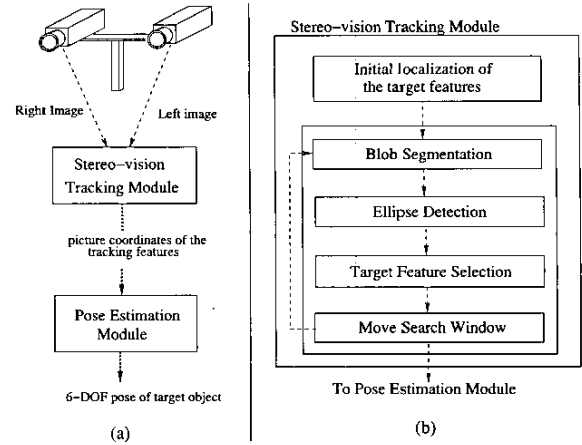 Right Image
Left image
Stereo-vision
Tracking Module
picture coordinates of the
tracking features
Pose Estimation
Module
6-DOF pose of target object
(a)
Stereo-vision Tracking Module
Initial localization of
the target features
Blob Segmentation
Ellipse Detection
Target Feature Selection
Move Search Window
To Pose Estimation Module
(b)